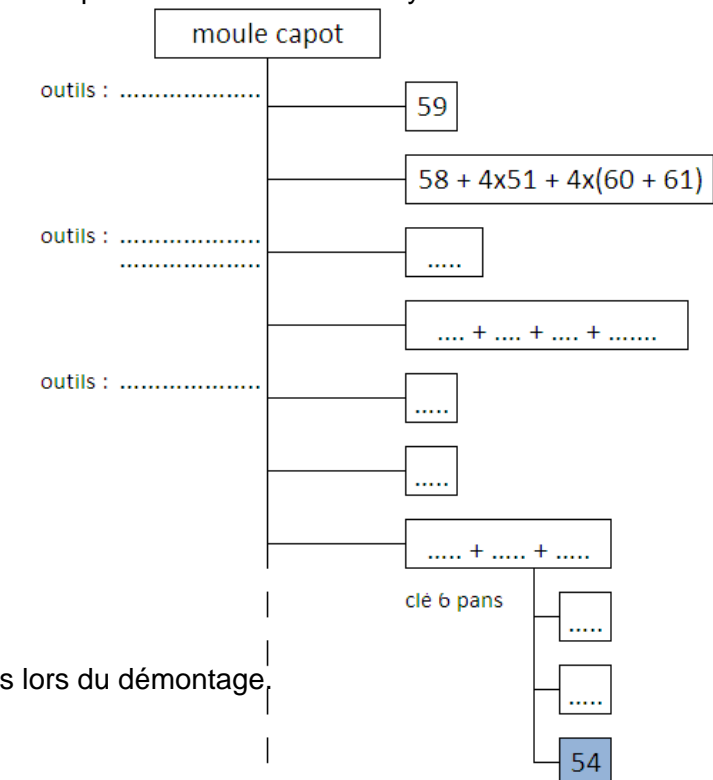 moule capot
outils : .....................
59
58 + 4x51 + 4x(60 + 61)
outils : .....................
.....................
.....
.... + .... + .... + .......
outils : .....................
.....
.....
..... + ..... + .....
clé 6 pans
.....
s lors du démontage.
.....
54